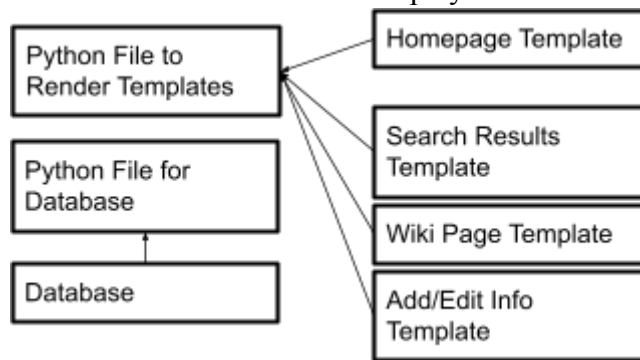 Python File to
Render Templates
Python File for
Database
Database
Homepage Template
Search Results
Template
Wiki Page Template
Add/Edit Info
Template